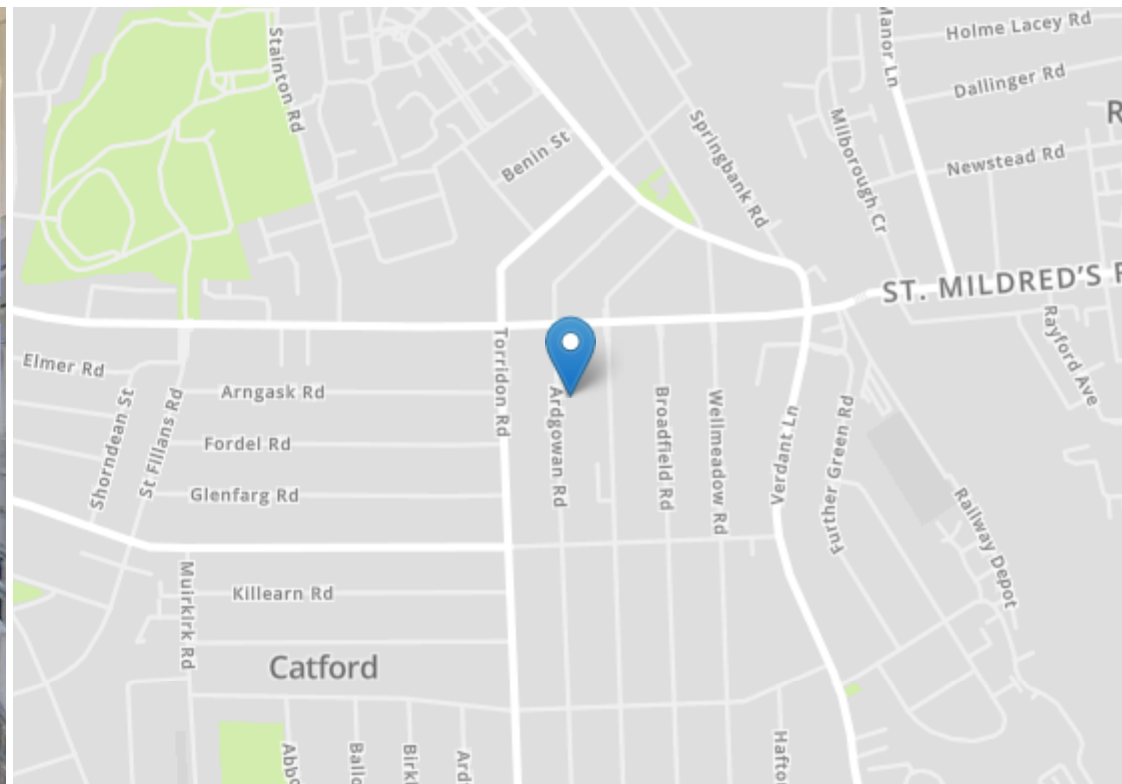 Stainton Rd
Manor Ln
Holme Lacey Rd
Dallinger Rd
Springbank Rd
Milborough Cr
Benin St
Newstead Rd
ST. MILDRED'S
Torridon Rd
Rayford Ave
Elmer Rd
Arngask Rd
Shorndean St
St Fillans Rd
Ardgowan Rd
Broadfield Rd
Wellmeadow Rd
Verdant Ln
Further Green Rd
Fordel Rd
Glenfarg Rd
Railway Depot
Muirkirk Rd
Killearn Rd
Catford